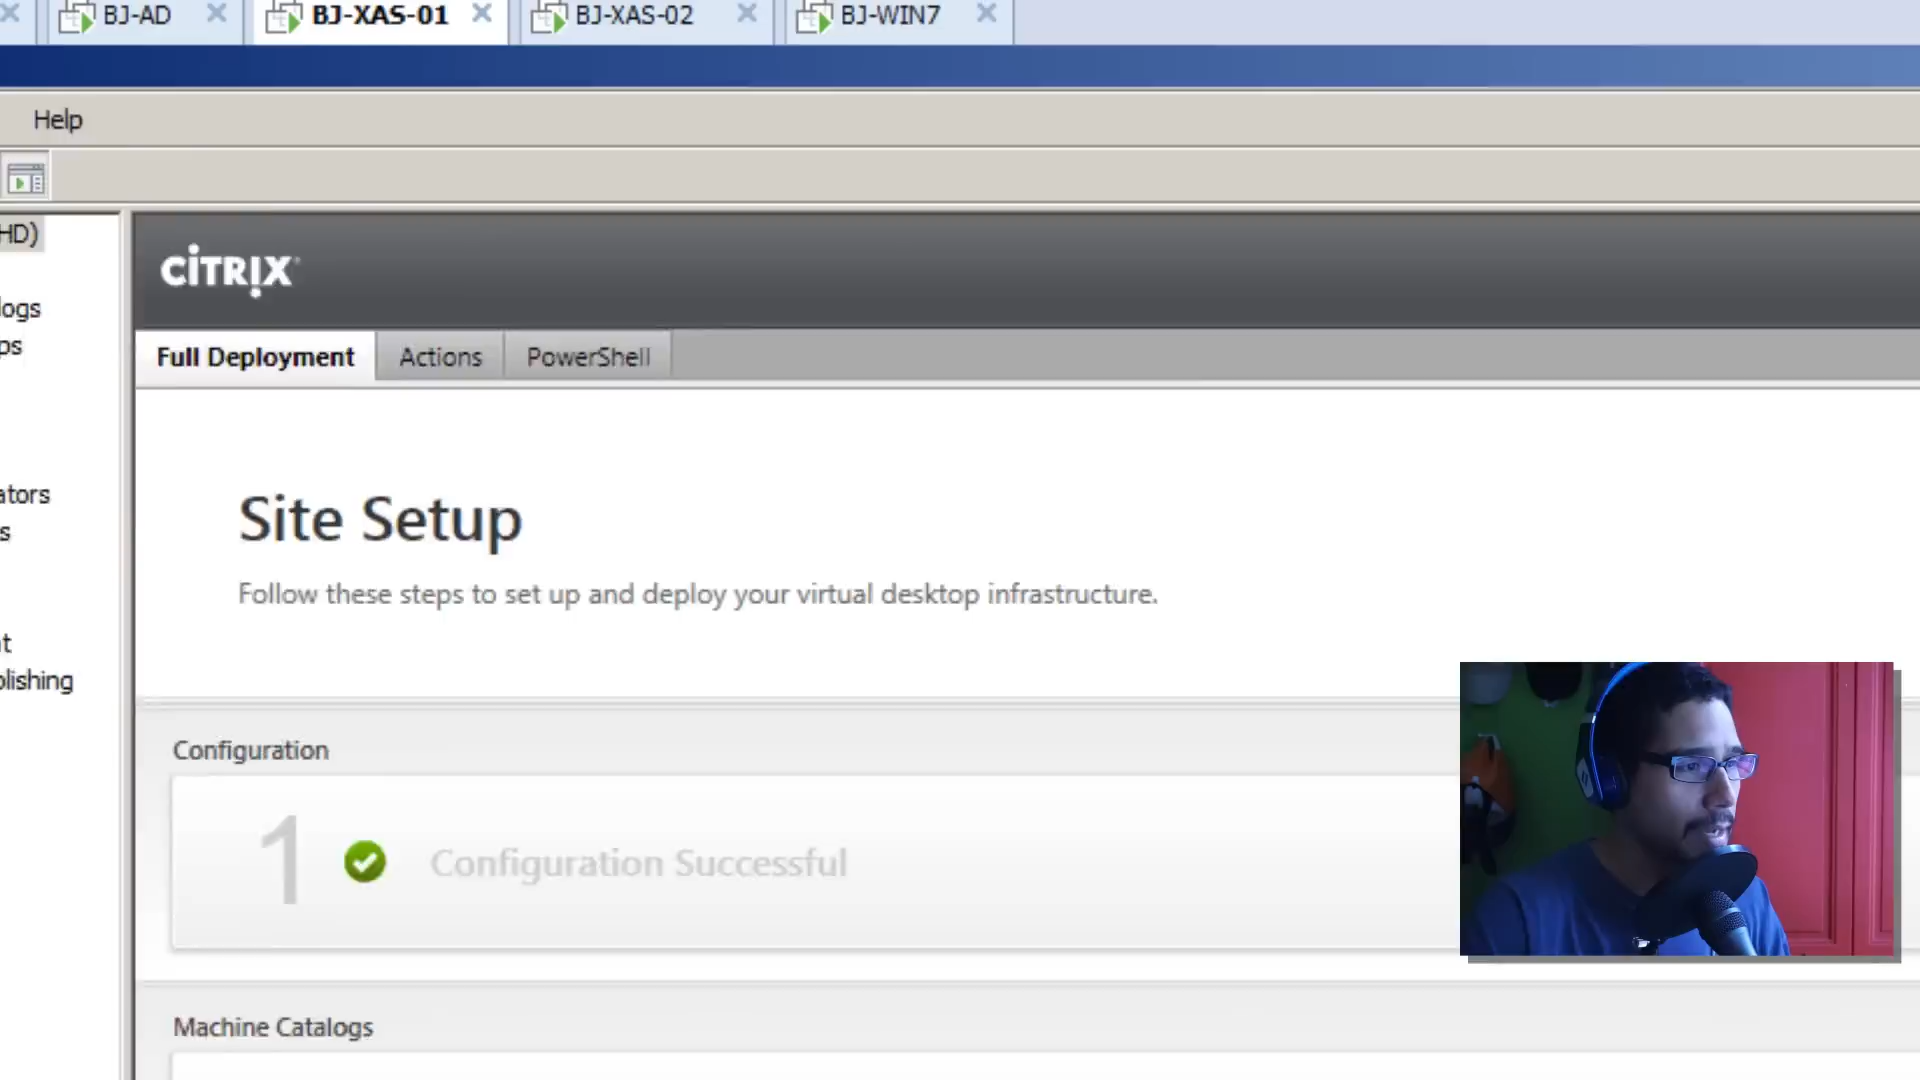 BJ-AD
BJ-XAS-01
BJ-XAS-02
BJ-WIN7
Help
HD)
logs
ps
ators
s
t
olishing
CiTRIX
Full Deployment
Actions
PowerShell
Site Setup
Follow these steps to set up and deploy your virtual desktop infrastructure.
Configuration
1
Configuration Successful
Machine Catalogs